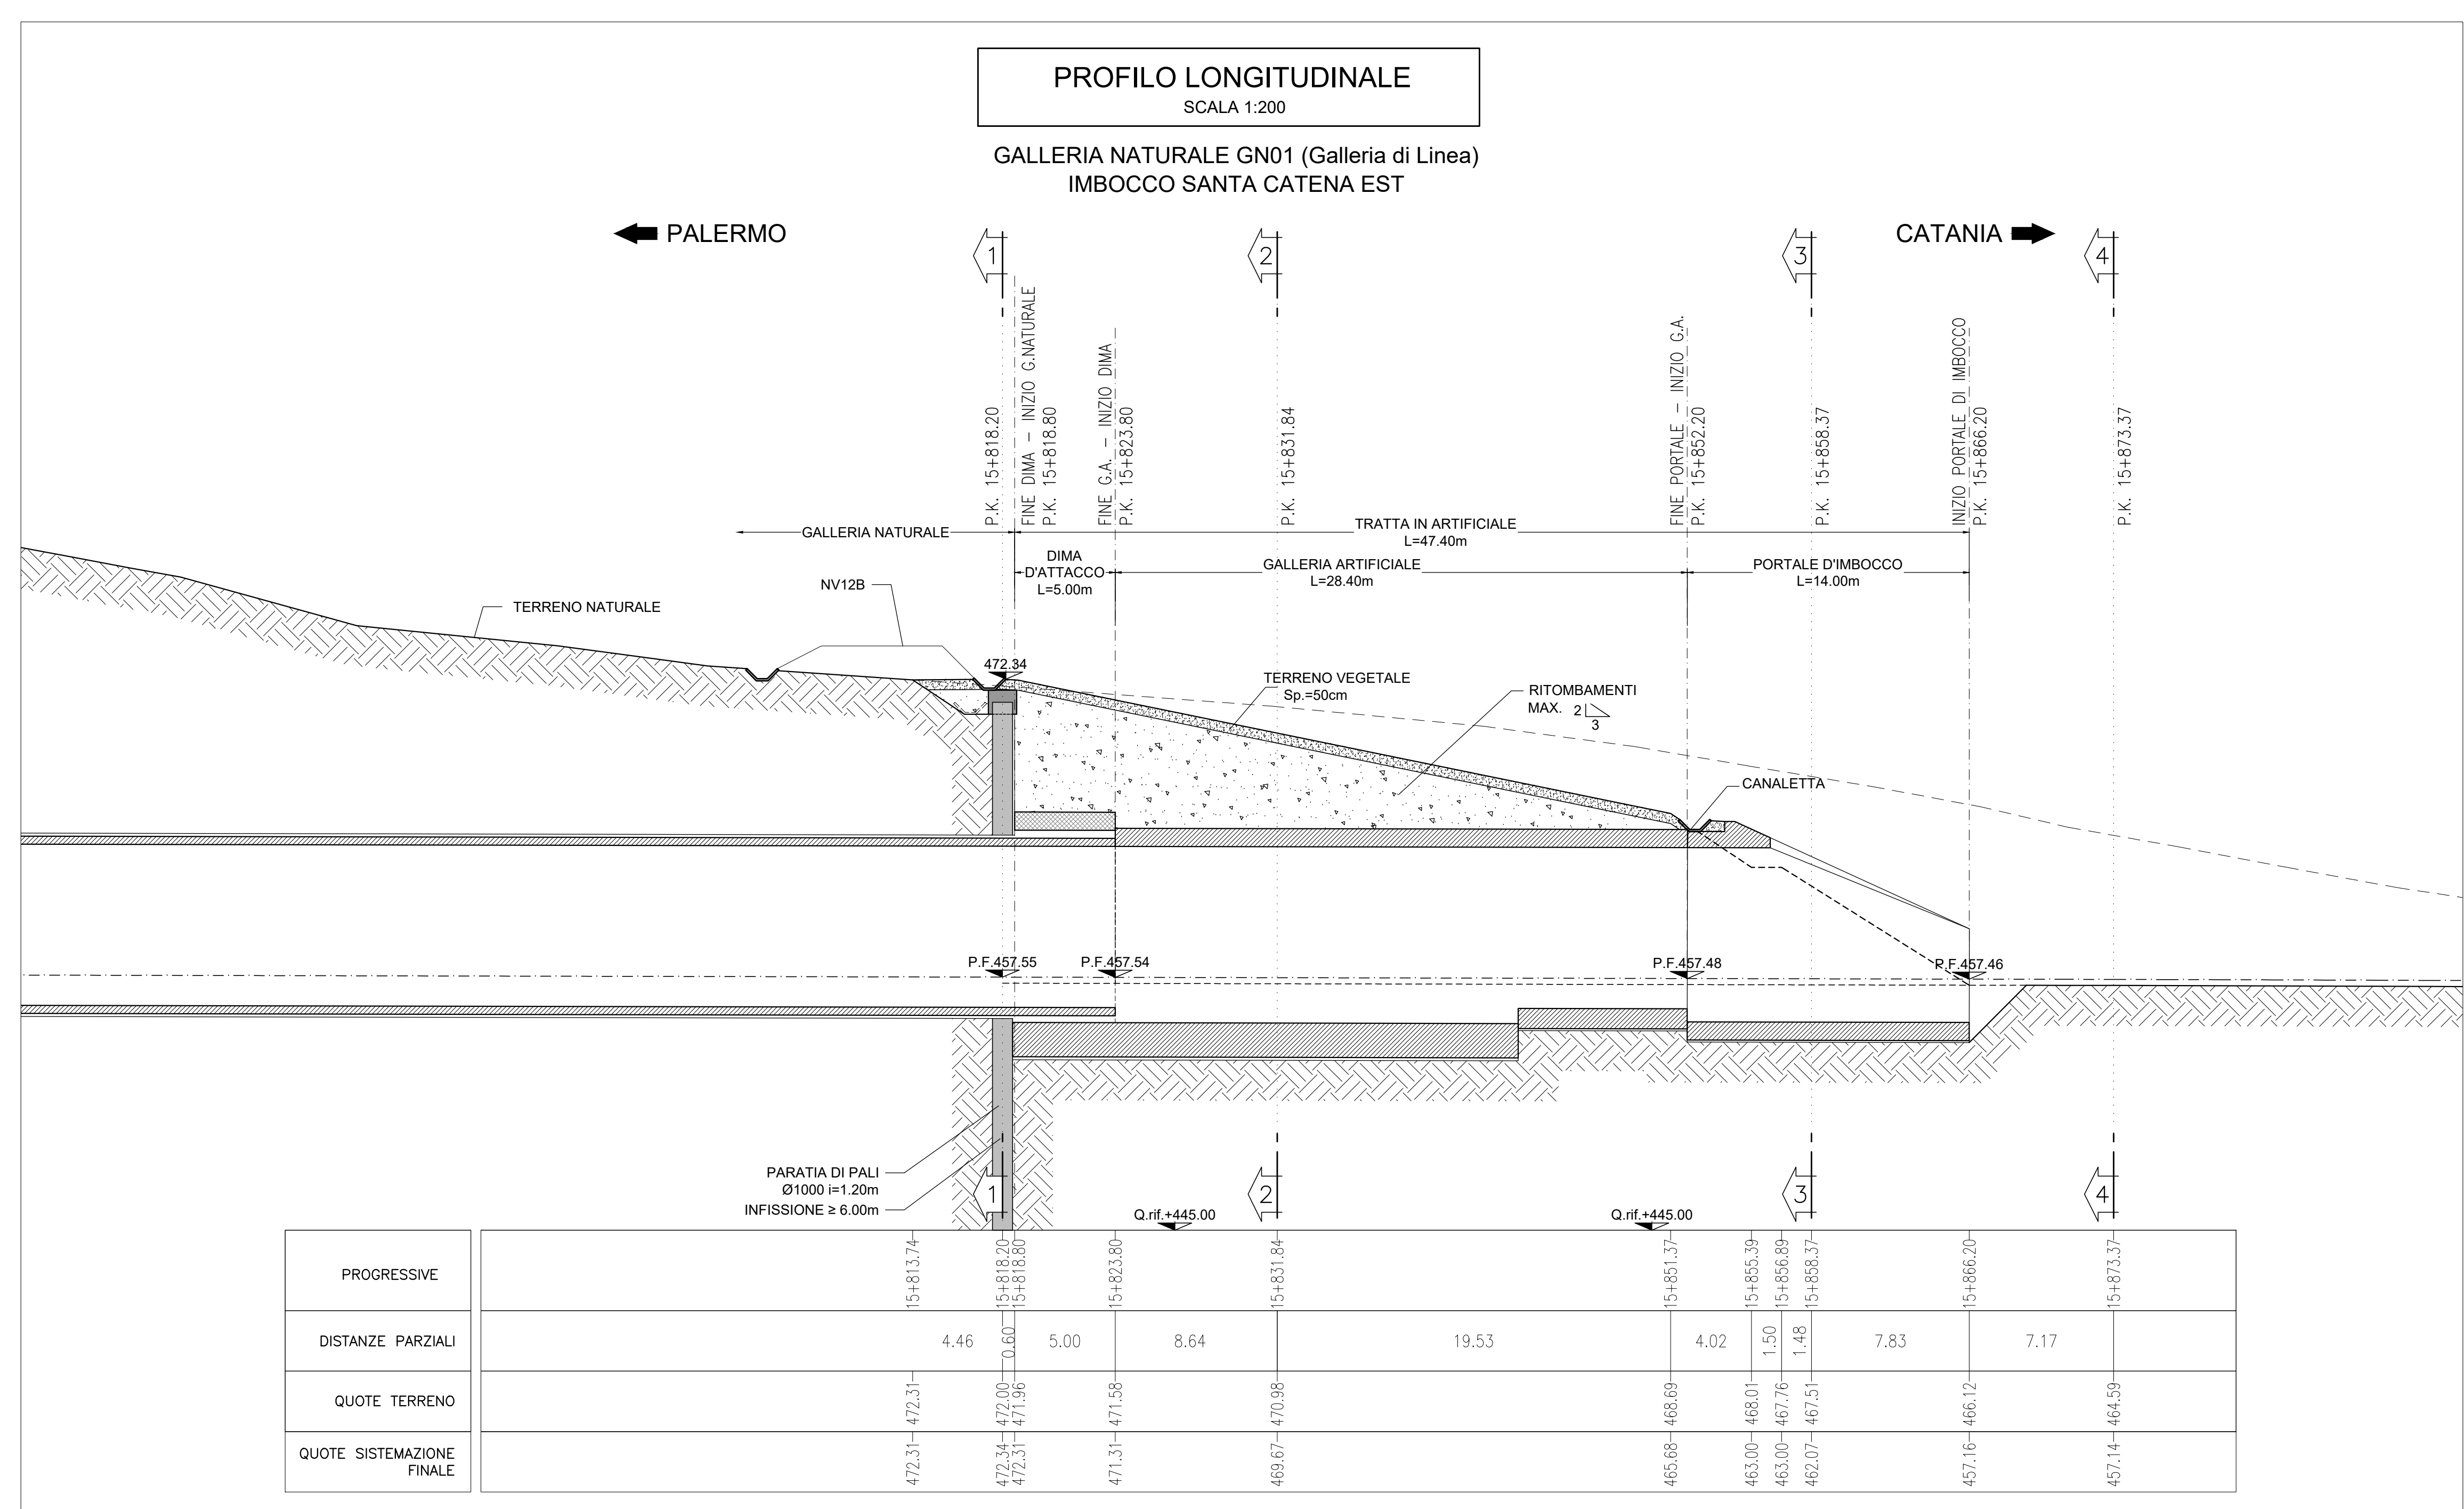 PROFILO LONGITUDINALE
SCALA 1:200
GALLERIA NATURALE GN01 (Galleria di Linea)
IMBOCCO SANTA CATENA EST
PALERMO
CATANIA
1
2
3
4
P.K. 15+818.20
FINE DIMA - INIZIO G.NATURALE
P.K. 15+818.80
FINE G.A. - INIZIO DIMA
P.K. 15+823.80
P.K. 15+831.84
FINE PORTALE - INIZIO G.A.
P.K. 15+852.20
P.K. 15+858.37
INIZIO PORTALE DI IMBOCCO
P.K. 15+866.20
P.K. 15+873.37
GALLERIA NATURALE
TRATTA IN ARTIFICIALE
L=47.40m
DIMA
D'ATTACCO
L=5.00m
GALLERIA ARTIFICIALE
L=28.40m
PORTALE D'IMBOCCO
L=14.00m
NV12B
TERRENO NATURALE
472.34
TERRENO VEGETALE
Sp.=50cm
RITOMBAMENTI
MAX. 2
3
CANALETTA
P.F.457.55
P.F.457.54
P.F.457.48
P.F.457.46
PARATIA DI PALI
Ø1000 i=1.20m
INFISSIONE ≥ 6.00m
1
2
3
4
Q.rif.+445.00
Q.rif.+445.00
PROGRESSIVE
15+813.74
15+818.20
15+818.80
15+823.80
15+831.84
15+851.37
15+855.39
15+856.89
15+858.37
15+866.20
15+873.37
DISTANZE PARZIALI
4.46
0.60
5.00
8.64
19.53
4.02
1.50
1.48
7.83
7.17
QUOTE TERRENO
472.31
472.00
471.96
471.58
470.98
468.69
468.01
467.76
467.51
466.12
464.59
QUOTE SISTEMAZIONE
FINALE
472.31
472.34
472.31
471.31
469.67
465.68
463.00
463.00
462.07
457.16
457.14